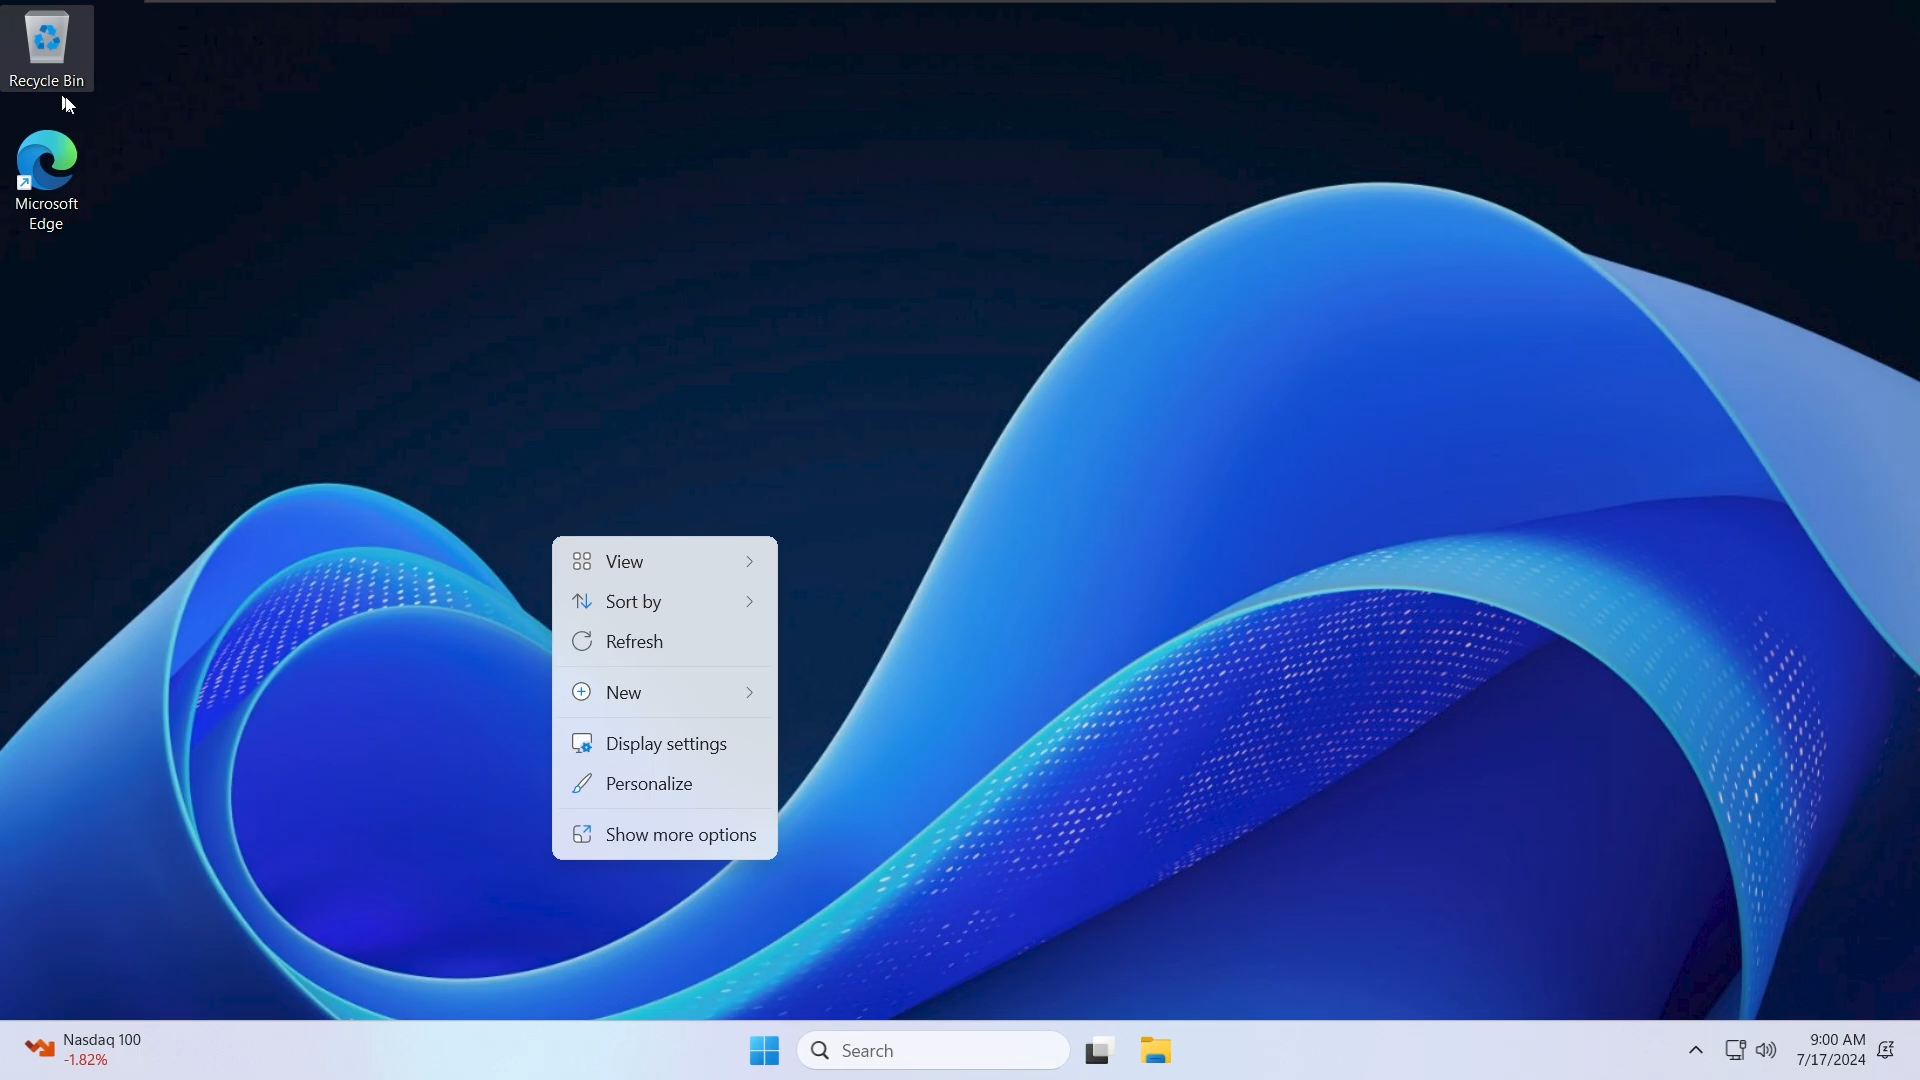 Recycle Bin
Microsoft
Edge
View
Sort by
Refresh
New
Display settings
Personalize
Show more options
Nasdaq 100
-1.82%
Search
9:00 AM
7/17/2024